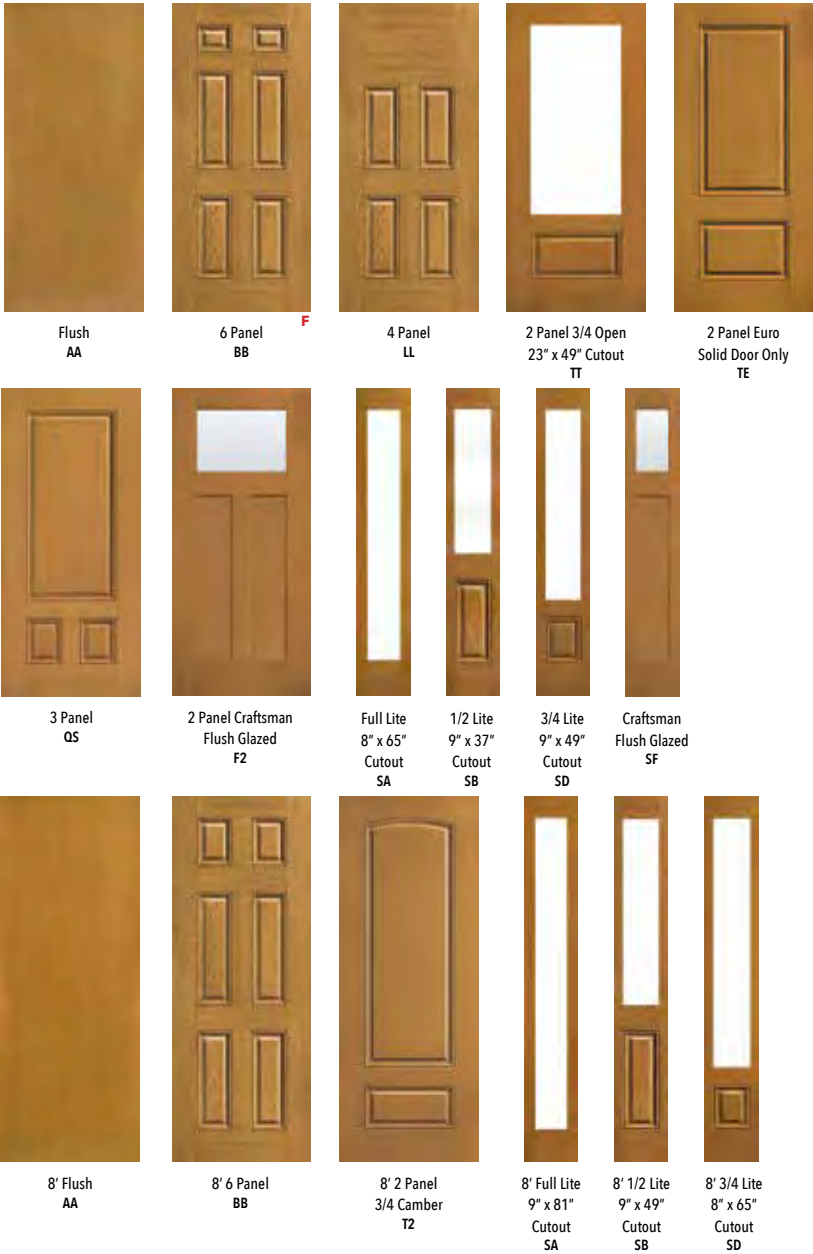 Flush
AA
6 Panel
BB
F
4 Panel
LL
2 Panel 3/4 Open
23" x 49" Cutout
TT
2 Panel Euro
Solid Door Only
TE
3 Panel
QS
2 Panel Craftsman
Flush Glazed
F2
Full Lite
8" x 65"
Cutout
SA
1/2 Lite
9" x 37"
Cutout
SB
3/4 Lite
9" x 49"
Cutout
SD
Craftsman
Flush Glazed
SF
8' Flush
AA
8' 6 Panel
BB
8' 2 Panel
3/4 Camber
T2
8' Full Lite
9" x 81"
Cutout
SA
8' 1/2 Lite
9" x 49"
Cutout
SB
8' 3/4 Lite
8" x 65"
Cutout
SD